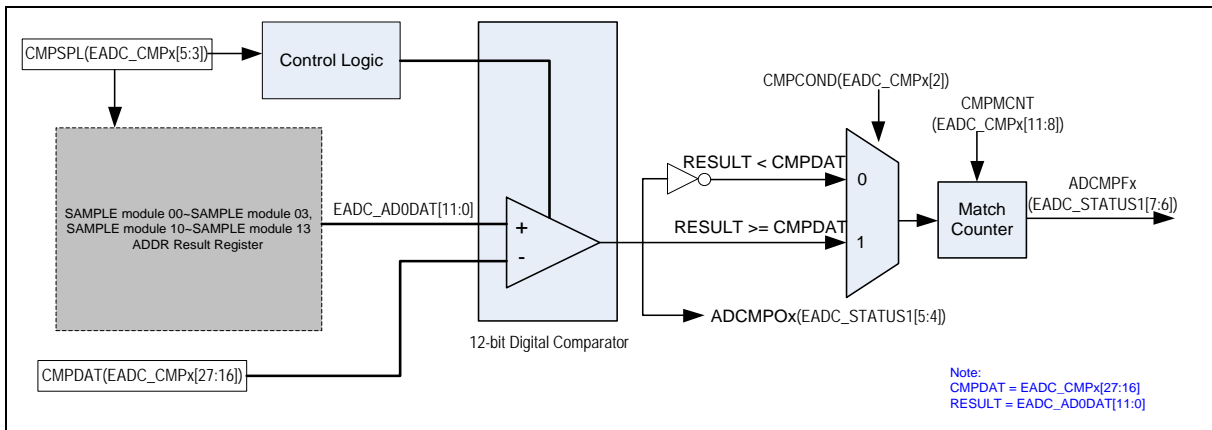 CMPSPL(EADC_CMPx[5:3])
Control Logic
CMPCOND(EADC_CMPx[2])
CMPMCNT
(EADC_CMPx[11:8])
RESULT < CMPDAT
0
ADCMPFx
(EADC_STATUS1[7:6])
SAMPLE module 00~SAMPLE module 03,
SAMPLE module 10~SAMPLE module 13
ADDR Result Register
EADC_AD0DAT[11:0]
+
-
RESULT >= CMPDAT
1
Match
Counter
ADCMPOx(EADC_STATUS1[5:4])
12-bit Digital Comparator
CMPDAT(EADC_CMPx[27:16])
Note:
CMPDAT = EADC_CMPx[27:16]
RESULT = EADC_AD0DAT[11:0]